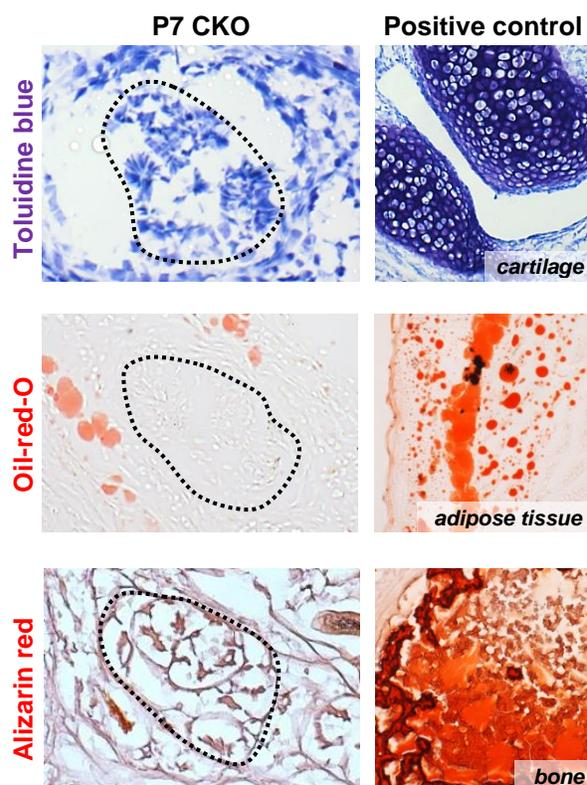 P7 CKO
Positive control
Toluidine blue
cartilage
Oil-red-O
adipose tissue
Alizarin red
bone